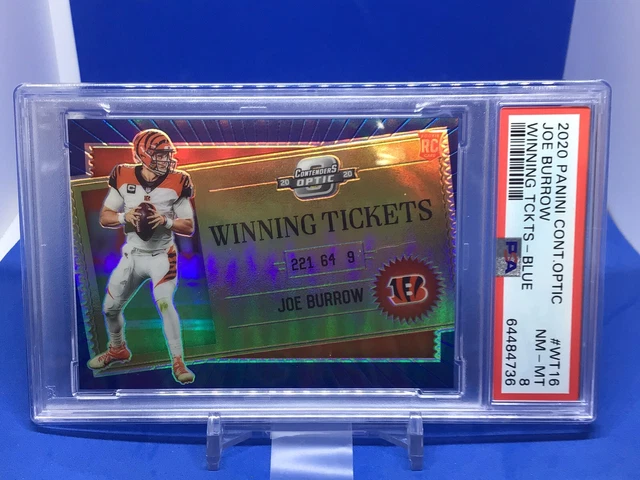 RC
CONTENDERS
OPTIC
20 20
WINNING TICKETS
221 64 9
JOE BURROW
B
2020 PANINI CONT.OPTIC #WT16
JOE BURROW NM - MT
WINNING TCKTS-BLUE 8
PSA 64484736